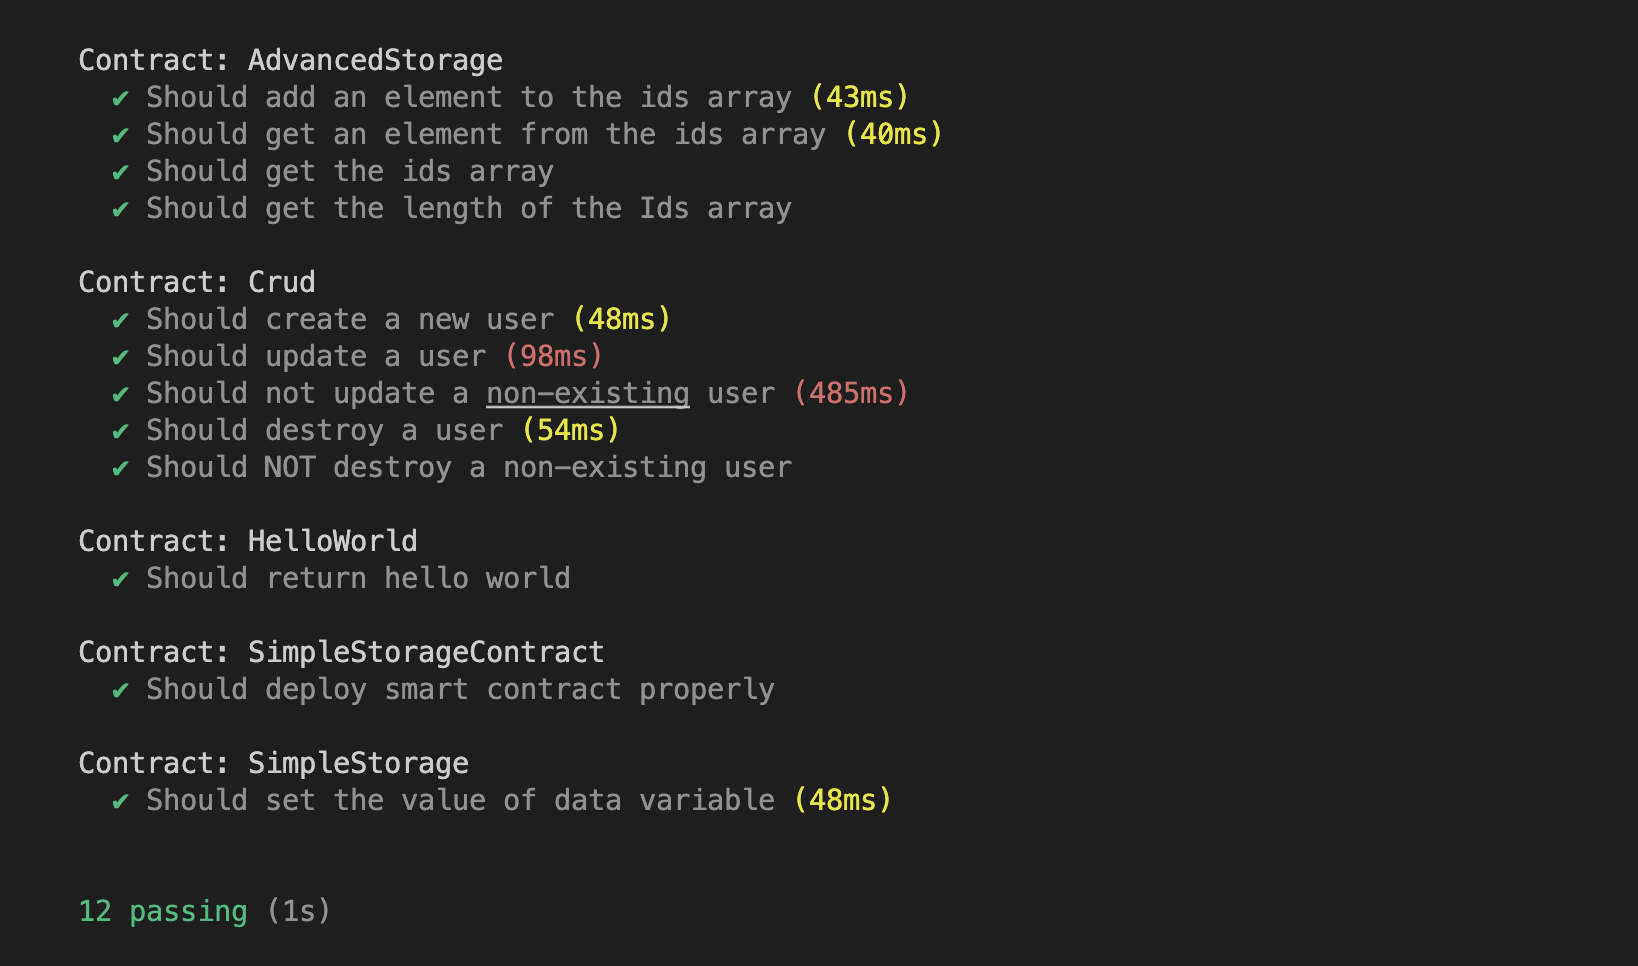 Contract: AdvancedStorage
✔ Should add an element to the ids array (43ms)
✔ Should get an element from the ids array (40ms)
✔ Should get the ids array
✔ Should get the length of the Ids array
Contract: Crud
✔ Should create a new user (48ms)
✔ Should update a user (98ms)
✔ Should not update a non-existing user (485ms)
✔ Should destroy a user (54ms)
✔ Should NOT destroy a non-existing user
Contract: HelloWorld
✔ Should return hello world
Contract: SimpleStorageContract
✔ Should deploy smart contract properly
Contract: SimpleStorage
✔ Should set the value of data variable (48ms)
12 passing (1s)